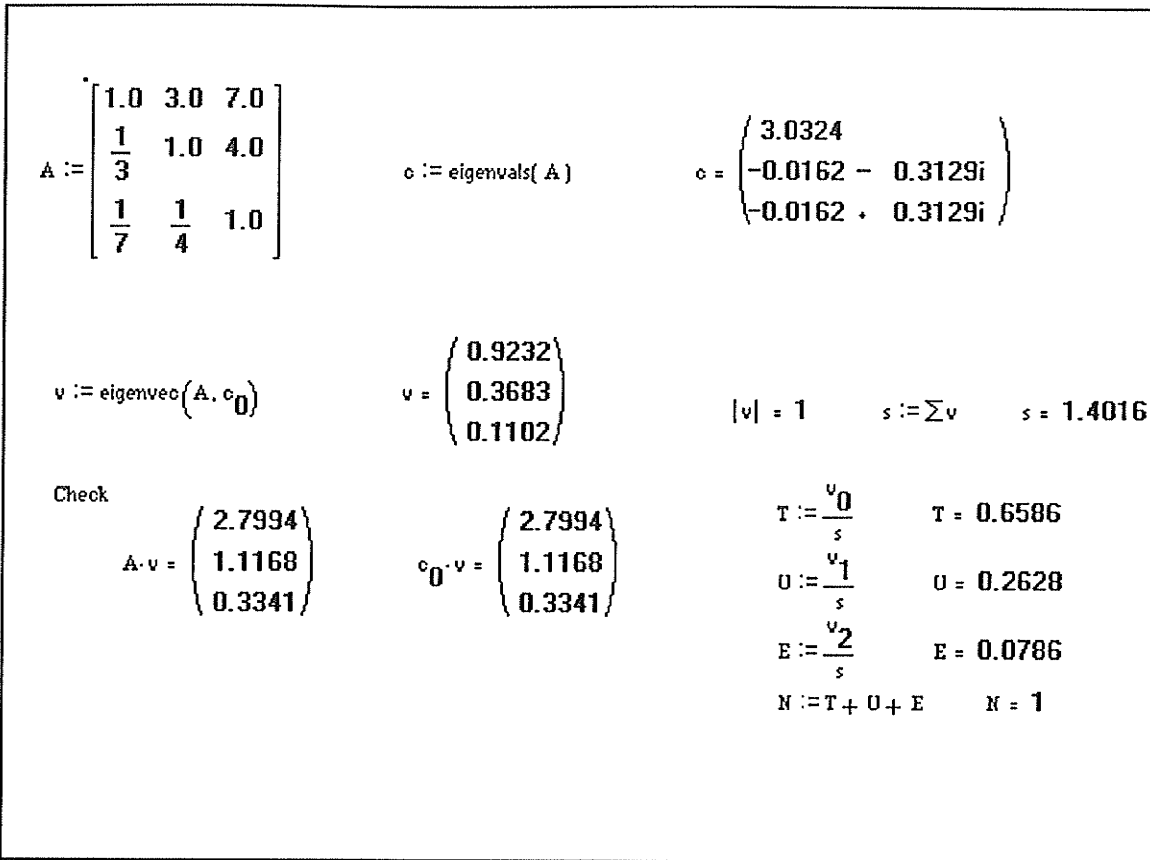 A := [ 1.0 3.0 7.0
1/3 1.0 4.0
1/7 1/4 1.0 ]
c := eigenvals( A )
c = ( 3.0324
-0.0162 - 0.3129i
-0.0162 + 0.3129i )
v := eigenvec(A, c0)
v = ( 0.9232
0.3683
0.1102 )
|v| = 1 s := ∑v s = 1.4016
Check
A·v = ( 2.7994
1.1168
0.3341 )
c0·v = ( 2.7994
1.1168
0.3341 )
T := v0/s T = 0.6586
U := v1/s U = 0.2628
E := v2/s E = 0.0786
N := T + U + E N = 1